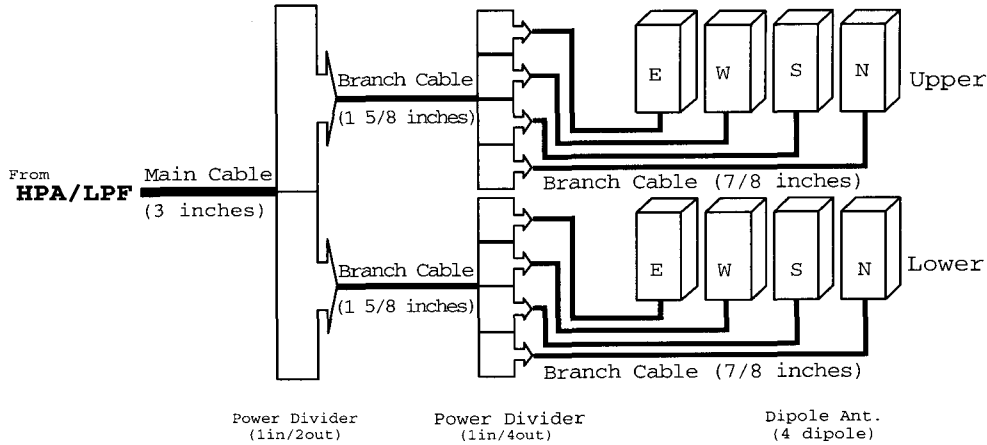 E W S N
Upper
Branch Cable
(1 5/8 inches)
From
HPA/LPF
Main Cable
(3 inches)
Branch Cable (7/8 inches)
E W S N
Lower
Branch Cable
(1 5/8 inches)
Branch Cable (7/8 inches)
Power Divider
(1in/2out)
Power Divider
(1in/4out)
Dipole Ant.
(4 dipole)